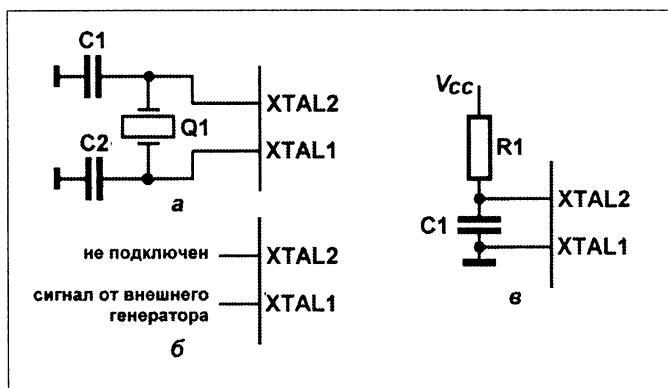 C1
XTAL2
Q1
C2
XTAL1
а
не подключен
XTAL2
сигнал от внешнего
генератора
XTAL1
б
Vcc
R1
XTAL2
C1
XTAL1
в